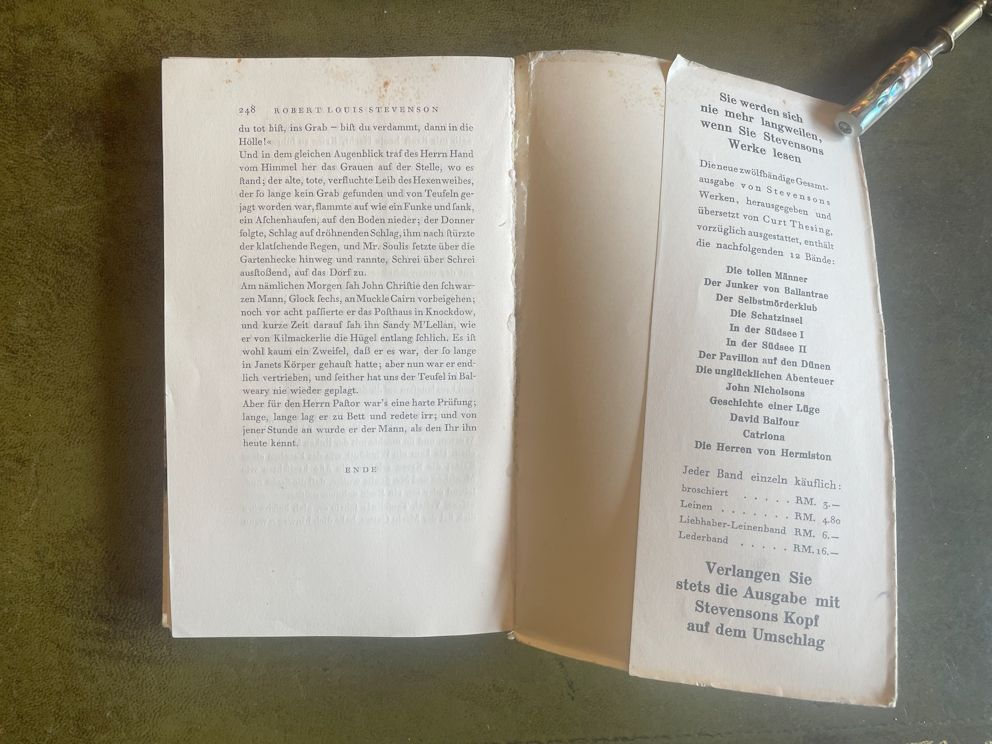 248 ROBERT LOUIS STEVENSON
du tot biſt, ins Grab – biſt du verdammt, dann in die
Hölle!«
Und in dem gleichen Augenblick traf des Herrn Hand
vom Himmel her das Grauen auf der Stelle, wo es
ſtand; der alte, tote, verfluchte Leib des Hexenweibes,
der ſo lange kein Grab gefunden und von Teufeln ge-
jagt worden war, flammte auf wie ein Funke und ſank,
ein Aſchenhaufen, auf den Boden nieder; der Donner
folgte, Schlag auf dröhnenden Schlag, ihm nach ſtürzte
der klatſchende Regen, und Mr. Soulis ſetzte über die
Gartenhecke hinweg und rannte, Schrei über Schrei
ausſtoßend, auf das Dorf zu.
Am nämlichen Morgen ſah John Chriſtie den ſchwar-
zen Mann, Glock ſechs, an Muckle Cairn vorbeigehen;
noch vor acht paſſierte er das Poſthaus in Knockdow,
und kurze Zeit darauf ſah ihn Sandy M'Lellan, wie
er von Kilmackerlie die Hügel entlang ſchlich. Es iſt
wohl kaum ein Zweifel, daß er es war, der ſo lange
in Janets Körper gehauſt hatte; aber nun war er end-
lich vertrieben, und ſeither hat uns der Teufel in Bal-
weary nie wieder geplagt.
Aber für den Herrn Paſtor war's eine harte Prüfung;
lange, lange lag er zu Bett und redete irr; und von
jener Stunde an wurde er der Mann, als den Ihr ihn
heute kennt.
ENDE
Sie werden sich
nie mehr langweilen,
wenn Sie Stevensons
Werke lesen
Die neue zwölfbändige Gesamt-
ausgabe von Stevensons
Werken, herausgegeben und
übersetzt von Curt Thesing,
vorzüglich ausgestattet, enthält
die nachfolgenden 12 Bände:
Die tollen Männer
Der Junker von Ballantrae
Der Selbstmörderklub
Die Schatzinsel
In der Südsee I
In der Südsee II
Der Pavillon auf den Dünen
Die unglücklichen Abenteuer
John Nicholsons
Geschichte einer Lüge
David Balfour
Catriona
Die Herren von Hermiston
Jeder Band einzeln käuflich:
broschiert . . . . . RM. 3.—
Leinen . . . . . . . RM. 4.80
Liebhaber-Leinenband RM. 6.—
Lederband . . . . . RM. 16.—
Verlangen Sie
stets die Ausgabe mit
Stevensons Kopf
auf dem Umschlag